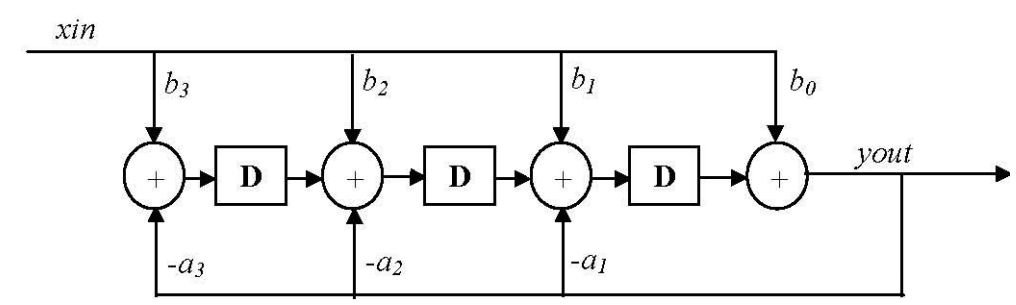 xin
b3 b2 b1 b0
+ D + D + D + yout
-a3 -a2 -a1